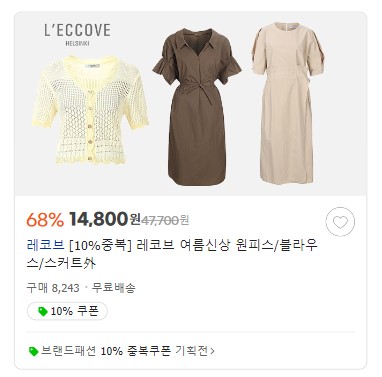 L'ECCOVE
HELSINKI
68% 14,800원 47,700원
레코브 [10%중복] 레코브 여름신상 원피스/블라우
스/스커트外
구매 8,243 · 무료배송
10% 쿠폰
브랜드패션 10% 중복쿠폰 기획전>